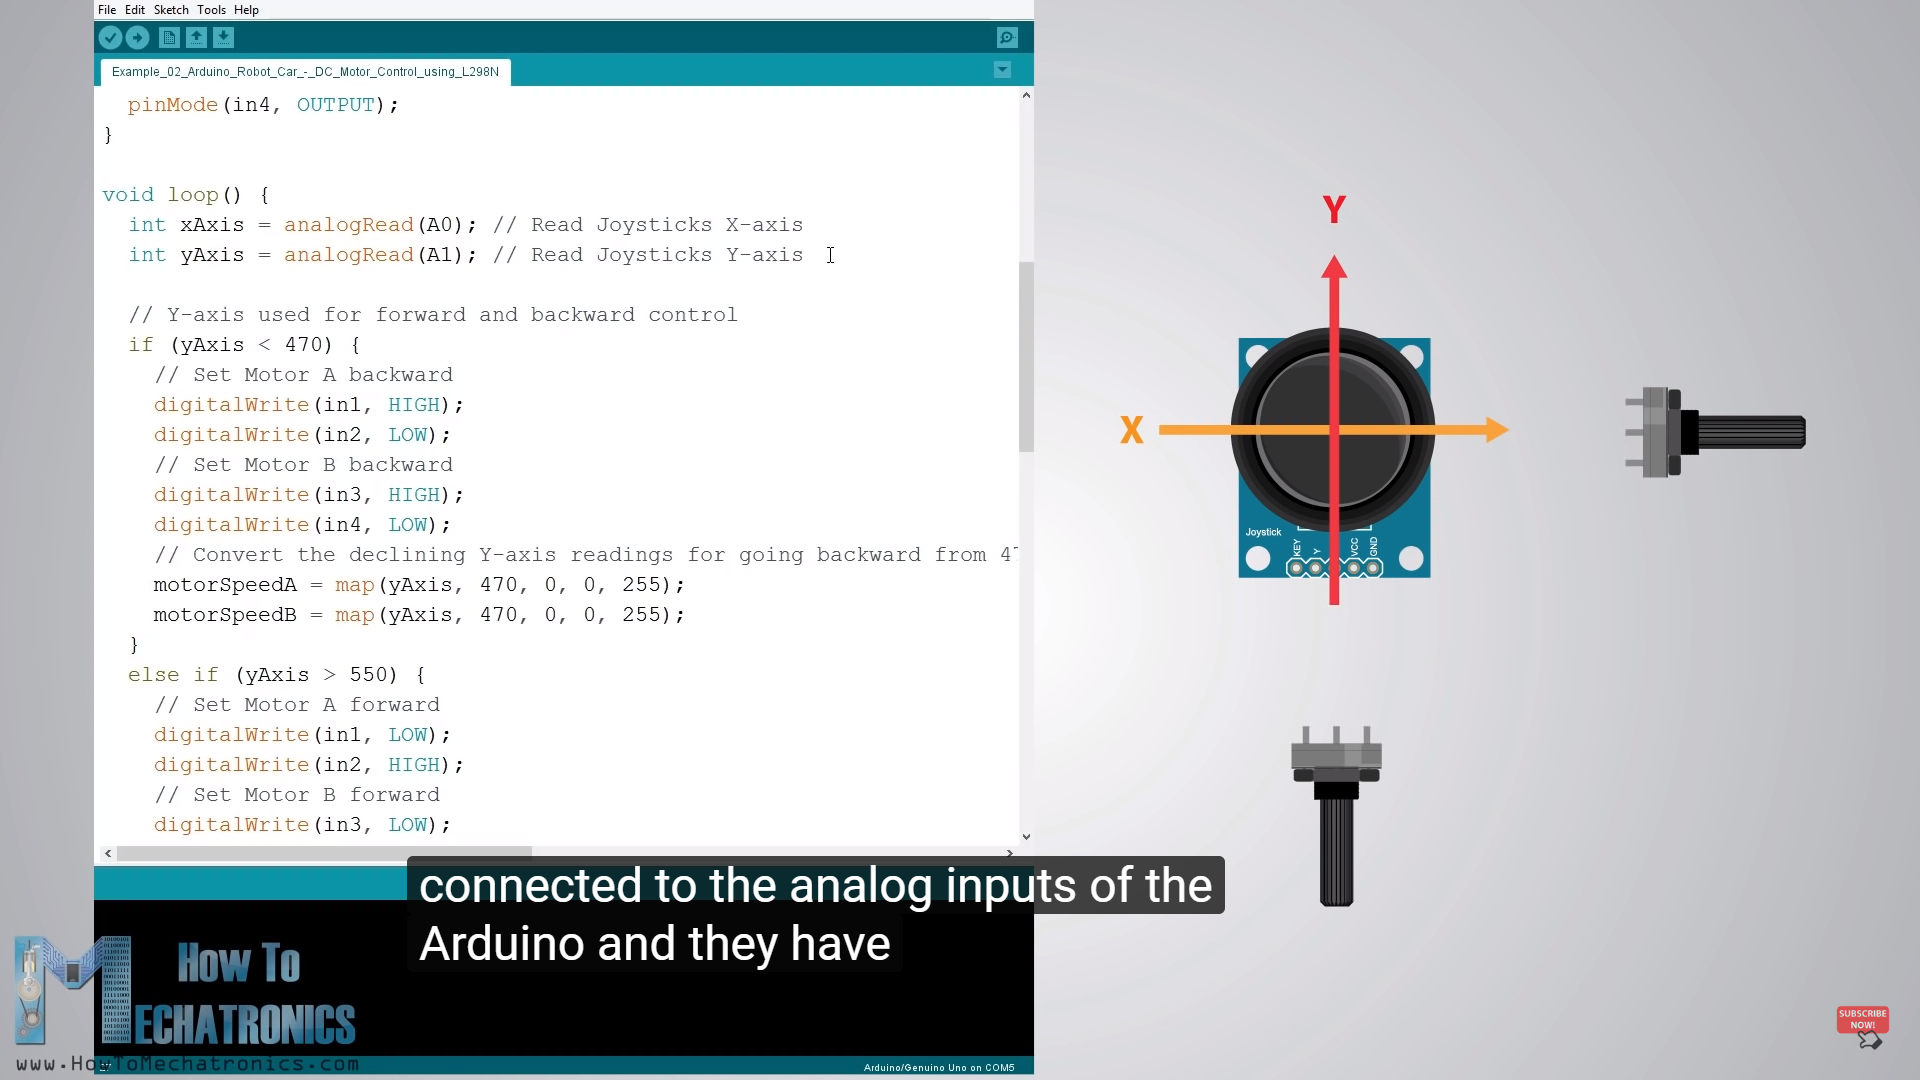 File Edit Sketch Tools Help
Example_02_Arduino_Robot_Car_-_DC_Motor_Control_using_L298N
pinMode(in4, OUTPUT);
}
void loop() {
int xAxis = analogRead(A0); // Read Joysticks X-axis
int yAxis = analogRead(A1); // Read Joysticks Y-axis
// Y-axis used for forward and backward control
if (yAxis < 470) {
// Set Motor A backward
digitalWrite(in1, HIGH);
digitalWrite(in2, LOW);
// Set Motor B backward
digitalWrite(in3, HIGH);
digitalWrite(in4, LOW);
// Convert the declining Y-axis readings for going backward from 47
motorSpeedA = map(yAxis, 470, 0, 0, 255);
motorSpeedB = map(yAxis, 470, 0, 0, 255);
}
else if (yAxis > 550) {
// Set Motor A forward
digitalWrite(in1, LOW);
digitalWrite(in2, HIGH);
// Set Motor B forward
digitalWrite(in3, LOW);
Y
X
Joystick
KEY
Y
VCC
GND
connected to the analog inputs of the
Arduino and they have
How To
MECHATRONICS
www.HowToMechatronics.com
Arduino/Genuino Uno on COM5
SUBSCRIBE
NOW!